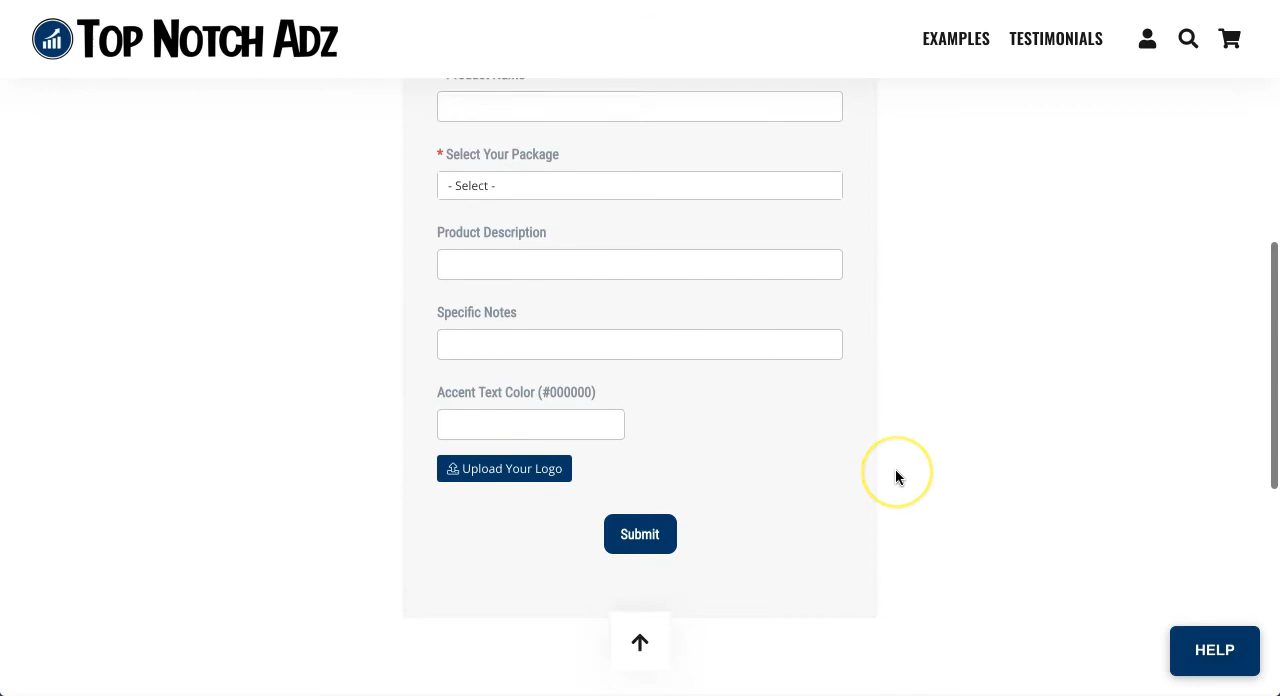 TOP NOTCH ADZ
EXAMPLES TESTIMONIALS
* Select Your Package
- Select -
Product Description
Specific Notes
Accent Text Color (#000000)
Upload Your Logo
Submit
HELP